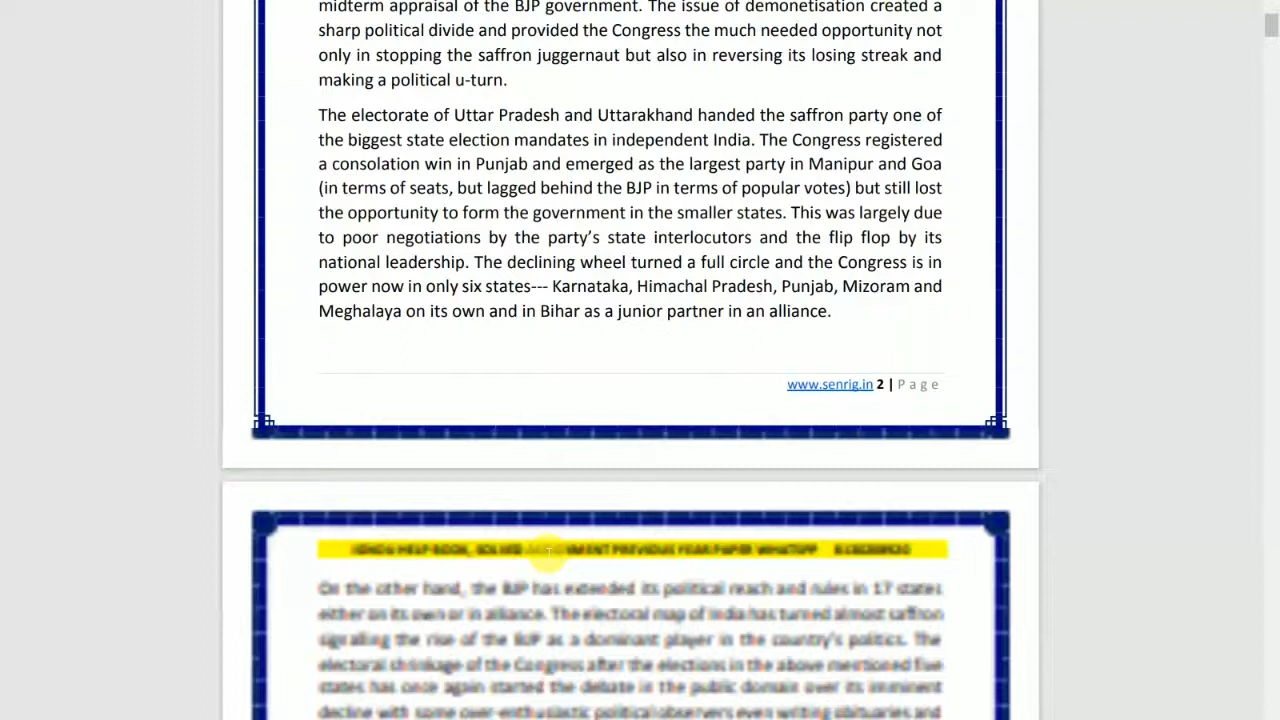 midterm appraisal of the BJP government. The issue of demonetisation created a
sharp political divide and provided the Congress the much needed opportunity not
only in stopping the saffron juggernaut but also in reversing its losing streak and
making a political u-turn.
The electorate of Uttar Pradesh and Uttarakhand handed the saffron party one of
the biggest state election mandates in independent India. The Congress registered
a consolation win in Punjab and emerged as the largest party in Manipur and Goa
(in terms of seats, but lagged behind the BJP in terms of popular votes) but still lost
the opportunity to form the government in the smaller states. This was largely due
to poor negotiations by the party’s state interlocutors and the flip flop by its
national leadership. The declining wheel turned a full circle and the Congress is in
power now in only six states--- Karnataka, Himachal Pradesh, Punjab, Mizoram and
Meghalaya on its own and in Bihar as a junior partner in an alliance.
www.senrig.in 2 | P a g e
IGNOU HELP BOOK, SOLVED PREVIOUS YEAR PAPER
On the other hand, the BJP has extended its political reach and rules in 17 states
either on its own or in alliance. The electoral map of India has turned almost saffron
signalling the rise of the BJP as a dominant player in the country's politics. The
electoral shrinkage of the Congress after the elections in the above mentioned five
states has once again started the debate in the public domain over its imminent
decline with some over-enthusiastic political observers even writing obituaries and